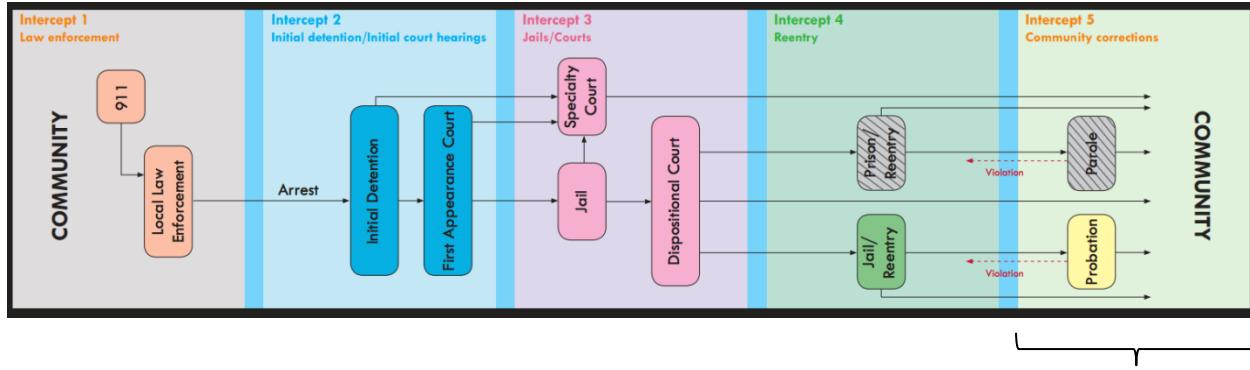 Intercept 1
Law enforcement
Intercept 2
Initial detention/Initial court hearings
Intercept 3
Jails/Courts
Intercept 4
Reentry
Intercept 5
Community corrections
COMMUNITY
911
Local Law
Enforcement
Arrest
Initial Detention
First Appearance Court
Specialty
Court
Jail
Dispositional Court
Prison/
Reentry
Violation
Parole
Jail/
Reentry
Violation
Probation
COMMUNITY